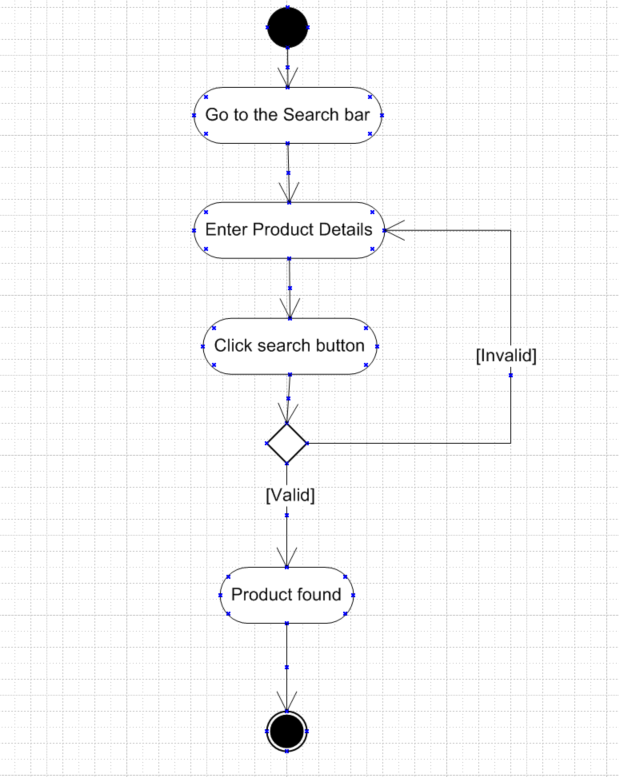 Go to the Search bar
Enter Product Details
Click search button
[Invalid]
[Valid]
Product found